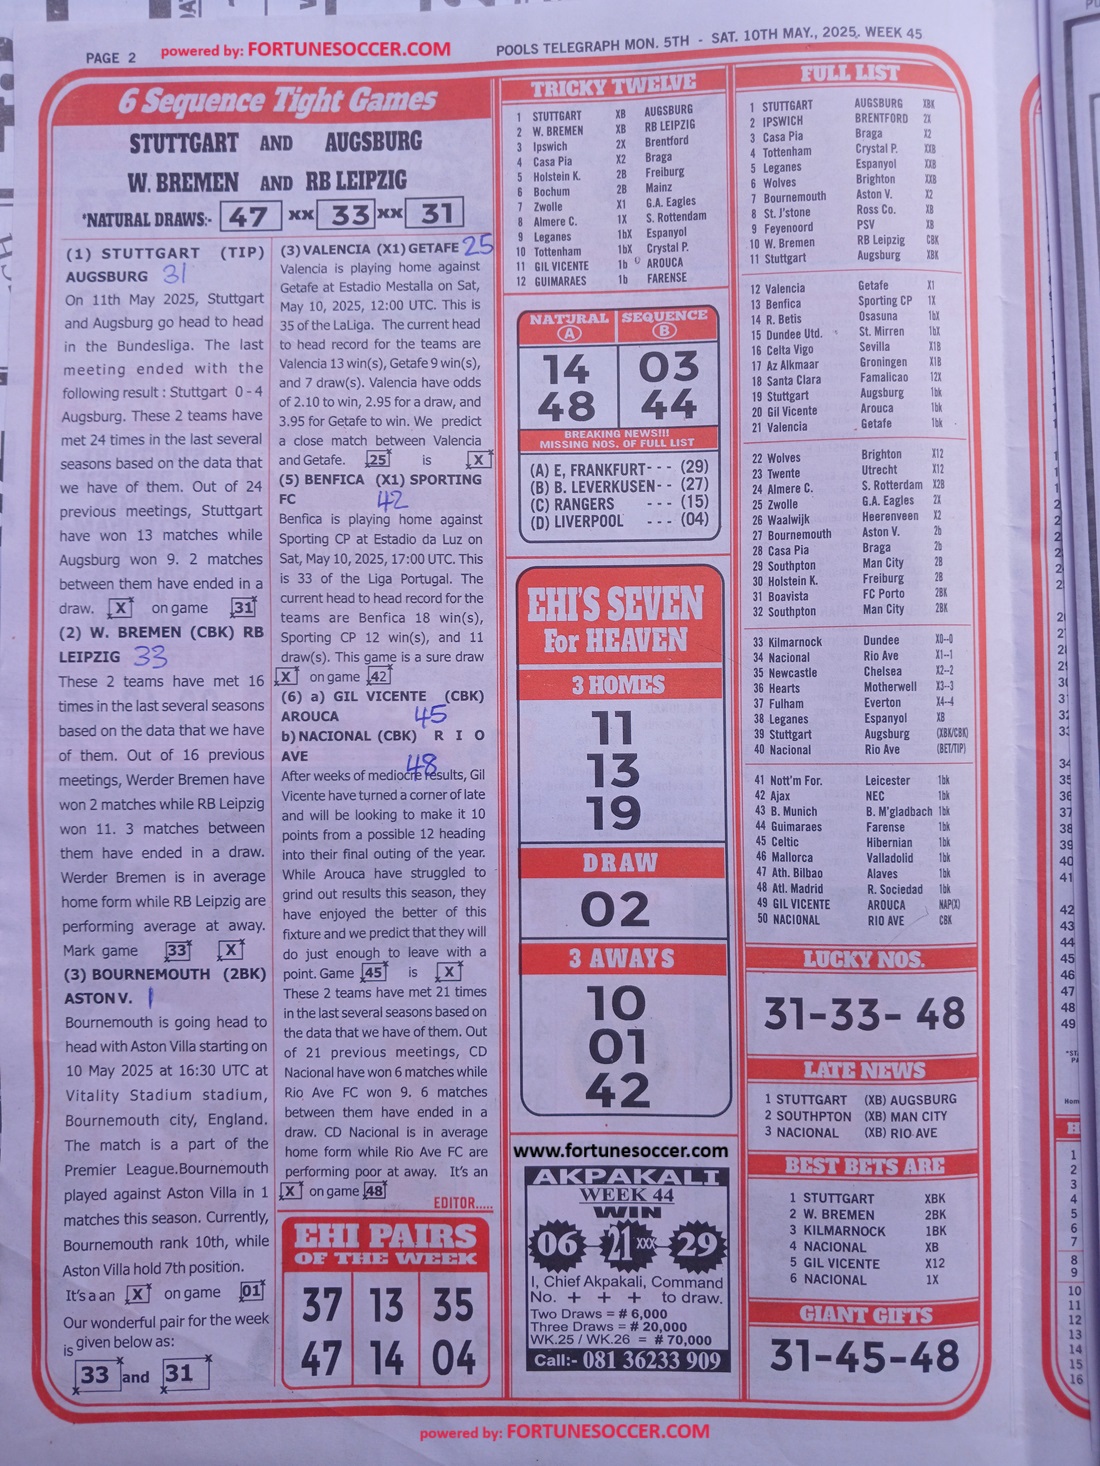 PAGE 2
powered by: FORTUNESOCCER.COM
POOLS TELEGRAPH MON. 5TH - SAT. 10TH MAY., 2025, WEEK 45
6 Sequence Tight Games
STUTTGART AND AUGSBURG
W. BREMEN AND RB LEIPZIG
'NATURAL DRAWS:- 47 xx 33 xx 31
(1) STUTTGART (TIP)
AUGSBURG 31
On 11th May 2025, Stuttgart
and Augsburg go head to head
in the Bundesliga. The last
meeting ended with the
following result : Stuttgart 0 - 4
Augsburg. These 2 teams have
met 24 times in the last several
seasons based on the data that
we have of them. Out of 24
previous meetings, Stuttgart
have won 13 matches while
Augsburg won 9. 2 matches
between them have ended in a
draw. X on game 31
(2) W. BREMEN (CBK) RB
LEIPZIG 33
These 2 teams have met 16
times in the last several seasons
based on the data that we have
of them. Out of 16 previous
meetings, Werder Bremen have
won 2 matches while RB Leipzig
won 11. 3 matches between
them have ended in a draw.
Werder Bremen is in average
home form while RB Leipzig are
performing average at away.
Mark game 33 X
(3) BOURNEMOUTH (2BK)
ASTON V. 1
Bournemouth is going head to
head with Aston Villa starting on
10 May 2025 at 16:30 UTC at
Vitality Stadium stadium,
Bournemouth city, England.
The match is a part of the
Premier League.Bournemouth
played against Aston Villa in 1
matches this season. Currently,
Bournemouth rank 10th, while
Aston Villa hold 7th position.
It's a an X on game 01
Our wonderful pair for the week
is given below as:
33 and 31
(3) VALENCIA (X1) GETAFE 25
Valencia is playing home against
Getafe at Estadio Mestalla on Sat,
May 10, 2025, 12:00 UTC. This is
35 of the LaLiga. The current head
to head record for the teams are
Valencia 13 win(s), Getafe 9 win(s),
and 7 draw(s). Valencia have odds
of 2.10 to win, 2.95 for a draw, and
3.95 for Getafe to win. We predict
a close match between Valencia
and Getafe. 25 is X
(5) BENFICA (X1) SPORTING
FC 42
Benfica is playing home against
Sporting CP at Estadio da Luz on
Sat, May 10, 2025, 17:00 UTC. This
is 33 of the Liga Portugal. The
current head to head record for the
teams are Benfica 18 win(s),
Sporting CP 12 win(s), and 11
draw(s). This game is a sure draw
X on game 42
(6) a) GIL VICENTE (CBK)
AROUCA 45
b) NACIONAL (CBK) R I O
AVE 48
After weeks of mediocre results, Gil
Vicente have turned a corner of late
and will be looking to make it 10
points from a possible 12 heading
into their final outing of the year.
While Arouca have struggled to
grind out results this season, they
have enjoyed the better of this
fixture and we predict that they will
do just enough to leave with a
point. Game 45 is X
These 2 teams have met 21 times
in the last several seasons based on
the data that we have of them. Out
of 21 previous meetings, CD
Nacional have won 6 matches while
Rio Ave FC have won 9. 6 matches
between them have ended in a
draw. CD Nacional is in average
home form while Rio Ave FC are
performing poor at away. It's an
X on game 48
EDITOR.....
EHI PAIRS
OF THE WEEK
37 13 35
47 14 04
TRICKY TWELVE
1 STUTTGART XB AUGSBURG
2 W. BREMEN XB RB LEIPZIG
3 Ipswich 2X Brentford
4 Casa Pia X2 Braga
5 Holstein K. 2B Freiburg
6 Bochum 2B Mainz
7 Zwolle X1 G.A. Eagles
8 Almere C. 1X S. Rottendam
9 Leganes 1bX Espanyol
10 Tottenham 1bX Crystal P.
11 GIL VICENTE 1b AROUCA
12 GUIMARAES 1b FARENSE
NATURAL A SEQUENCE B
14 03
48 44
BREAKING NEWS!!!
MISSING NOS. OF FULL LIST
(A) E, FRANKFURT- - - (29)
(B) B. LEVERKUSEN- - (27)
(C) RANGERS - - - (15)
(D) LIVERPOOL - - - (04)
EHI'S SEVEN
For HEAVEN
3 HOMES
11
13
19
DRAW
02
3 AWAYS
10
01
42
www.fortunesoccer.com
AKPAKALI
WEEK 44
WIN
06 21 xxx 29
I, Chief Akpakali, Command
No. + + + to draw.
Two Draws = # 6,000
Three Draws = # 20,000
WK.25 / WK.26 = # 70,000
Call:- 081 36233 909
FULL LIST
1 STUTTGART AUGSBURG XBK
2 IPSWICH BRENTFORD 2X
3 Casa Pia Braga X2
4 Tottenham Crystal P. XXB
5 Leganes Espanyol XXB
6 Wolves Brighton XXB
7 Bournemouth Aston V. X2
8 St. J'stone Ross Co. XB
9 Feyenoord PSV XB
10 W. Bremen RB Leipzig CBK
11 Stuttgart Augsburg XBK
12 Valencia Getafe X1
13 Benfica Sporting CP 1X
14 R. Betis Osasuna 1bX
15 Dundee Utd. St. Mirren 1bX
16 Celta Vigo Sevilla X1B
17 Az Alkmaar Groningen X1B
18 Santa Clara Famalicao 12X
19 Stuttgart Augsburg 1bk
20 Gil Vicente Arouca 1bk
21 Valencia Getafe 1bk
22 Wolves Brighton X12
23 Twente Utrecht X12
24 Almere C. S. Rotterdam X2B
25 Zwolle G.A. Eagles 2X
26 Waalwijk Heerenveen X2
27 Bournemouth Aston V. 2b
28 Casa Pia Braga 2b
29 Southpton Man City 2B
30 Holstein K. Freiburg 2B
31 Boavista FC Porto 2BK
32 Southpton Man City 2BK
33 Kilmarnock Dundee X0--0
34 Nacional Rio Ave X1--1
35 Newcastle Chelsea X2--2
36 Hearts Motherwell X3--3
37 Fulham Everton X4--4
38 Leganes Espanyol XB
39 Stuttgart Augsburg (XBK/CBK)
40 Nacional Rio Ave (BET/TIP)
41 Nott'm For. Leicester 1bk
42 Ajax NEC 1bk
43 B. Munich B. M'gladbach 1bk
44 Guimaraes Farense 1bk
45 Celtic Hibernian 1bk
46 Mallorca Valladolid 1bk
47 Ath. Bilbao Alaves 1bk
48 Atl. Madrid R. Sociedad 1bk
49 GIL VICENTE AROUCA NAP(X)
50 NACIONAL RIO AVE CBK
LUCKY NOS.
31-33- 48
LATE NEWS
1 STUTTGART (XB) AUGSBURG
2 SOUTHPTON (XB) MAN CITY
3 NACIONAL (XB) RIO AVE
BEST BETS ARE
1 STUTTGART XBK
2 W. BREMEN 2BK
3 KILMARNOCK 1BK
4 NACIONAL XB
5 GIL VICENTE X12
6 NACIONAL 1X
GIANT GIFTS
31-45-48
powered by: FORTUNESOCCER.COM